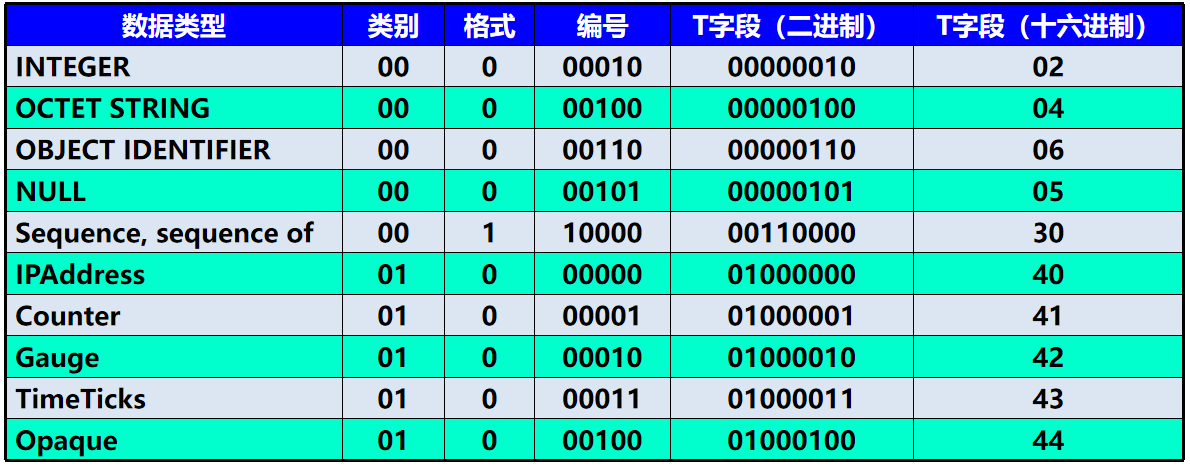 数据类型 类别 格式 编号 T字段（二进制） T字段（十六进制）
INTEGER 00 0 00010 00000010 02
OCTET STRING 00 0 00100 00000100 04
OBJECT IDENTIFIER 00 0 00110 00000110 06
NULL 00 0 00101 00000101 05
Sequence, sequence of 00 1 10000 00110000 30
IPAddress 01 0 00000 01000000 40
Counter 01 0 00001 01000001 41
Gauge 01 0 00010 01000010 42
TimeTicks 01 0 00011 01000011 43
Opaque 01 0 00100 01000100 44